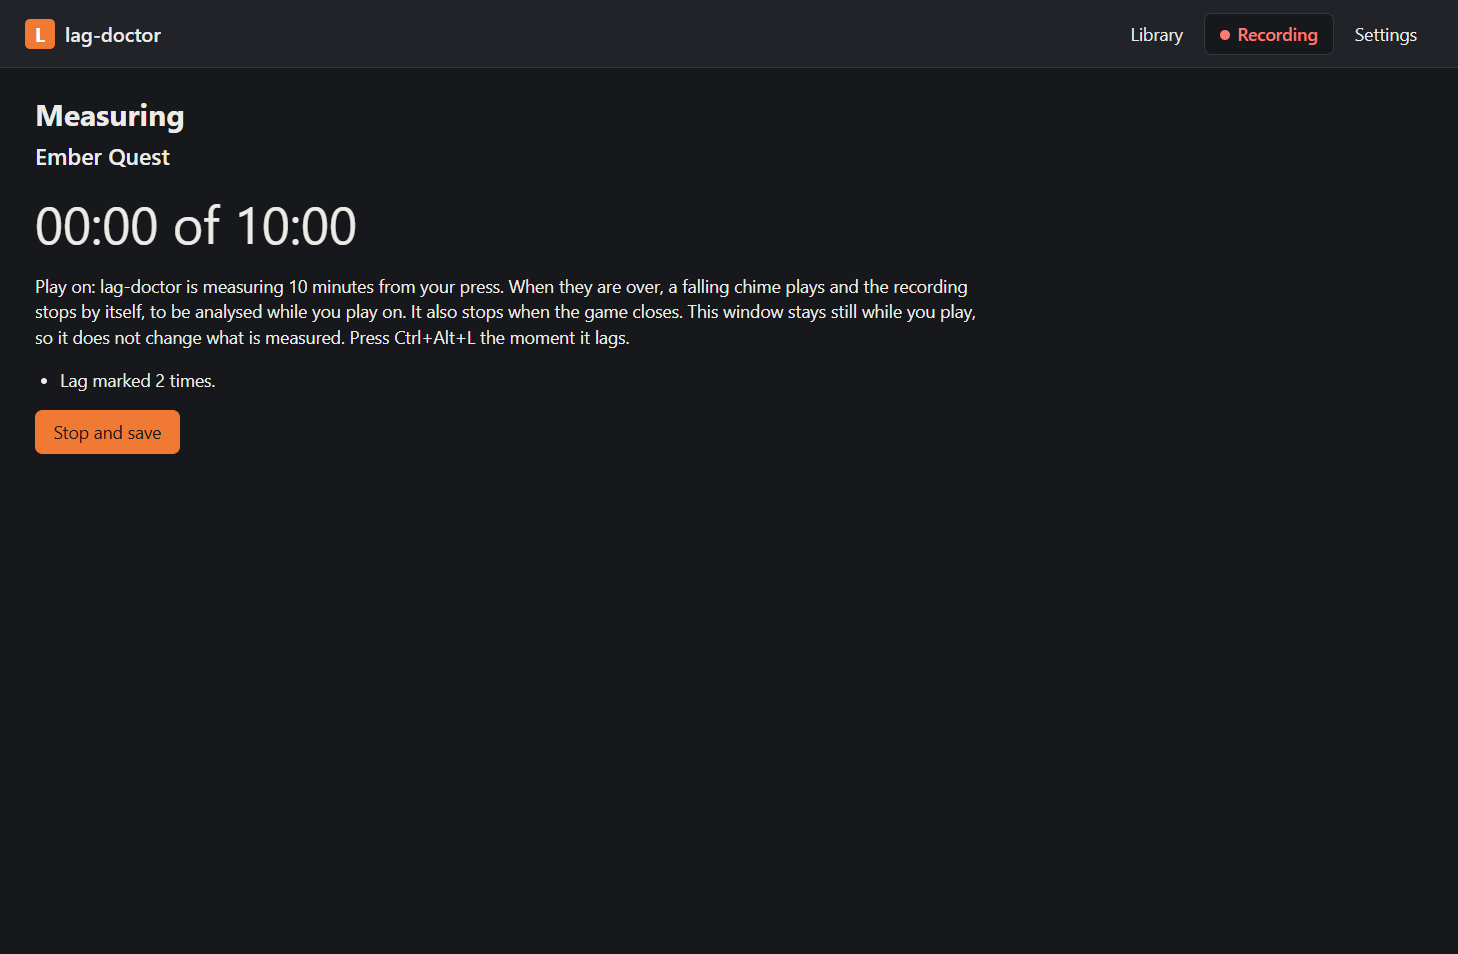 L lag-doctor
Library
Recording
Settings
Measuring
Ember Quest
00:00 of 10:00
Play on: lag-doctor is measuring 10 minutes from your press. When they are over, a falling chime plays and the recording
stops by itself, to be analysed while you play on. It also stops when the game closes. This window stays still while you play,
so it does not change what is measured. Press Ctrl+Alt+L the moment it lags.
• Lag marked 2 times.
Stop and save